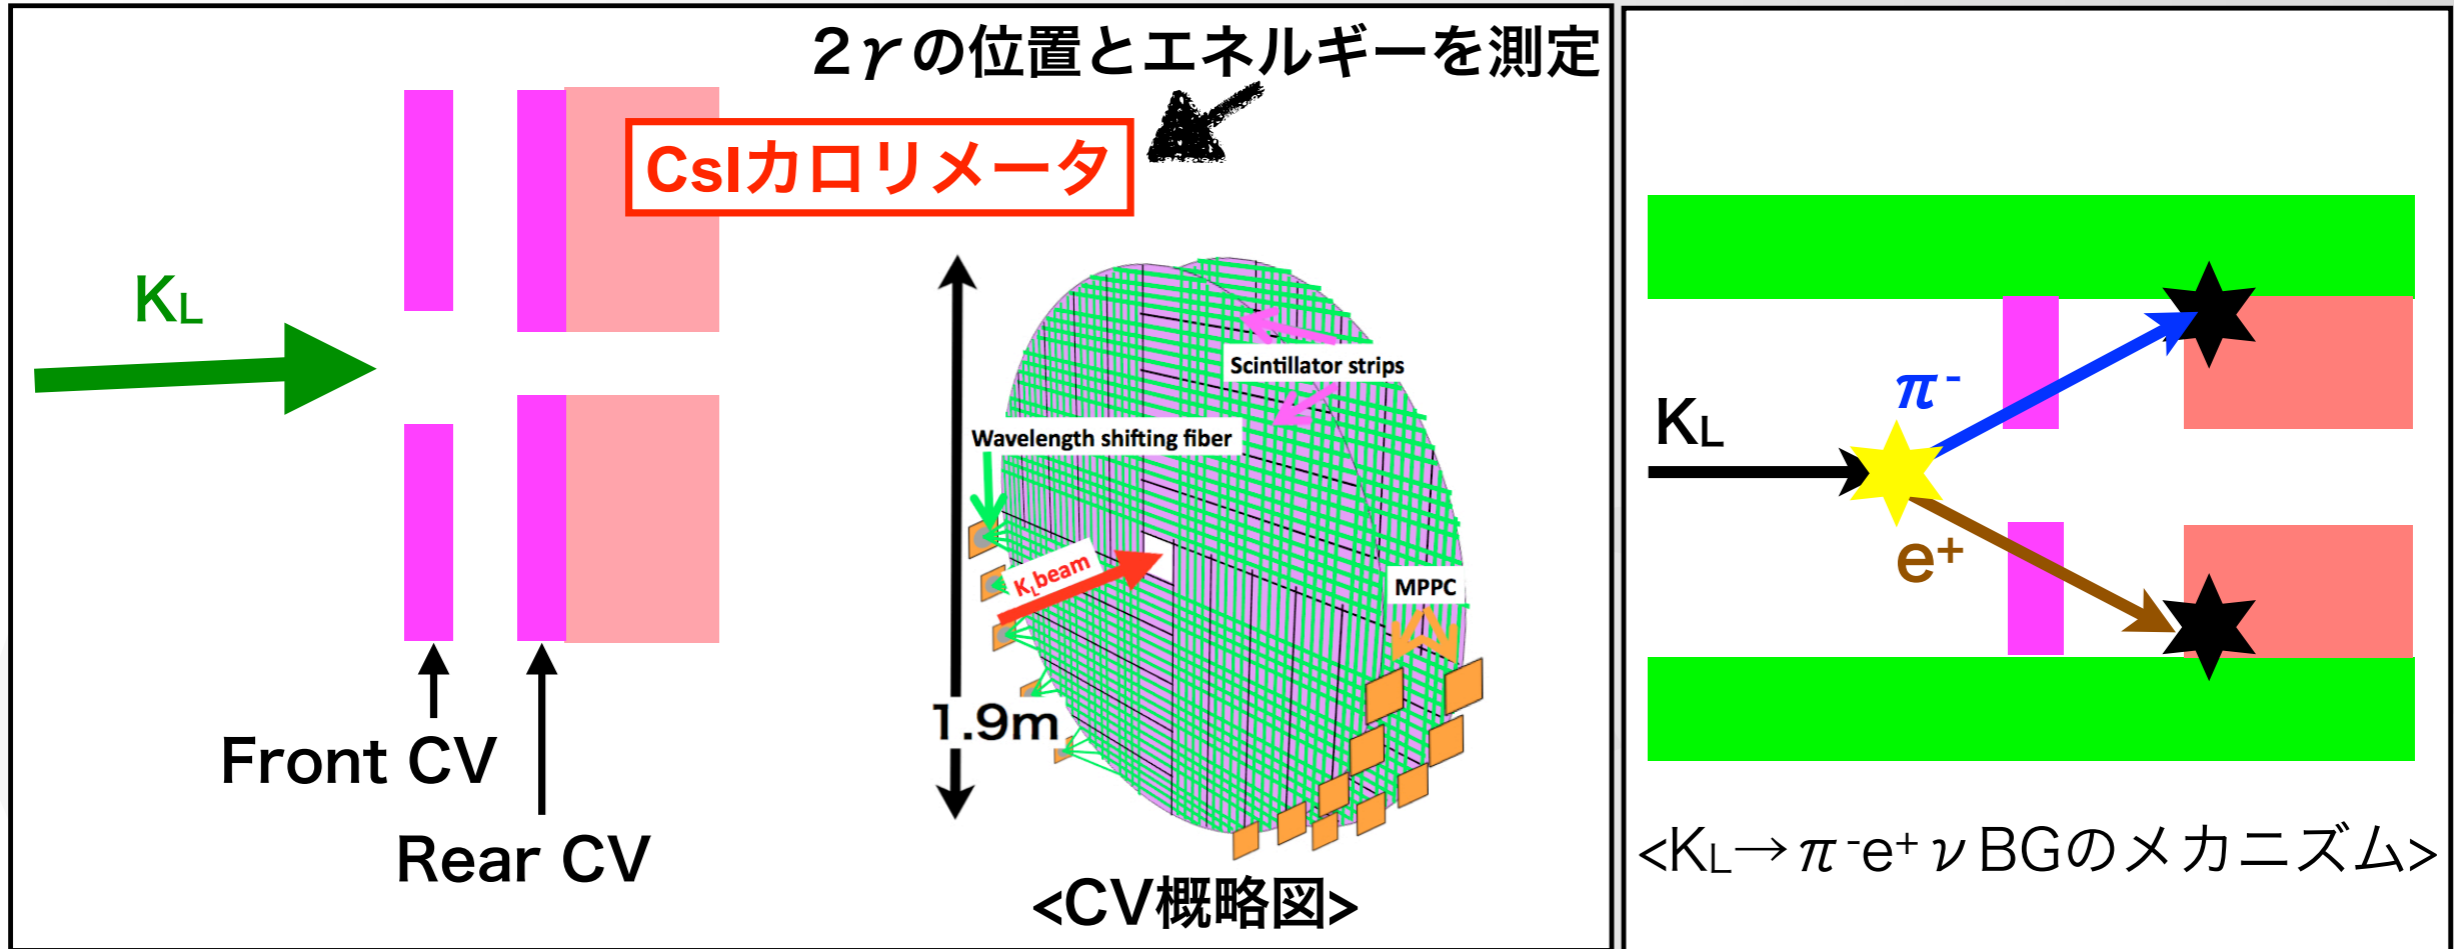 2γの位置とエネルギーを測定
CsIカロリメータ
KL
Front CV
Rear CV
Scintillator strips
Wavelength shifting fiber
KL beam
MPPC
1.9m
<CV概略図>
KL
π-
e+
<KL→π-e+νBGのメカニズム>